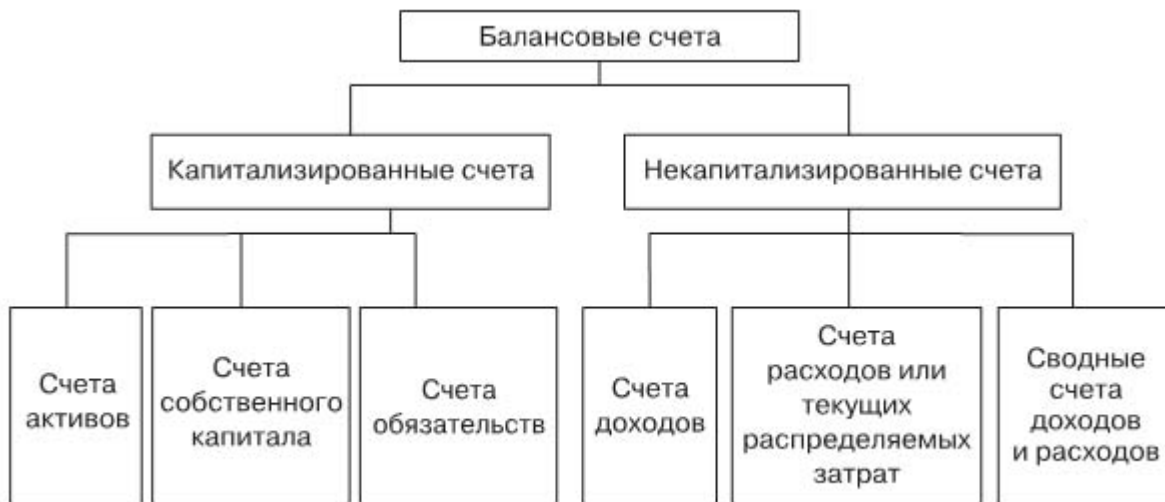 Балансовые счета
Капитализированные счета
Некапитализированные счета
Счета
активов
Счета
собственного
капитала
Счета
обязательств
Счета
доходов
Счета
расходов или
текущих
распределяемых
затрат
Сводные
счета
доходов
и расходов